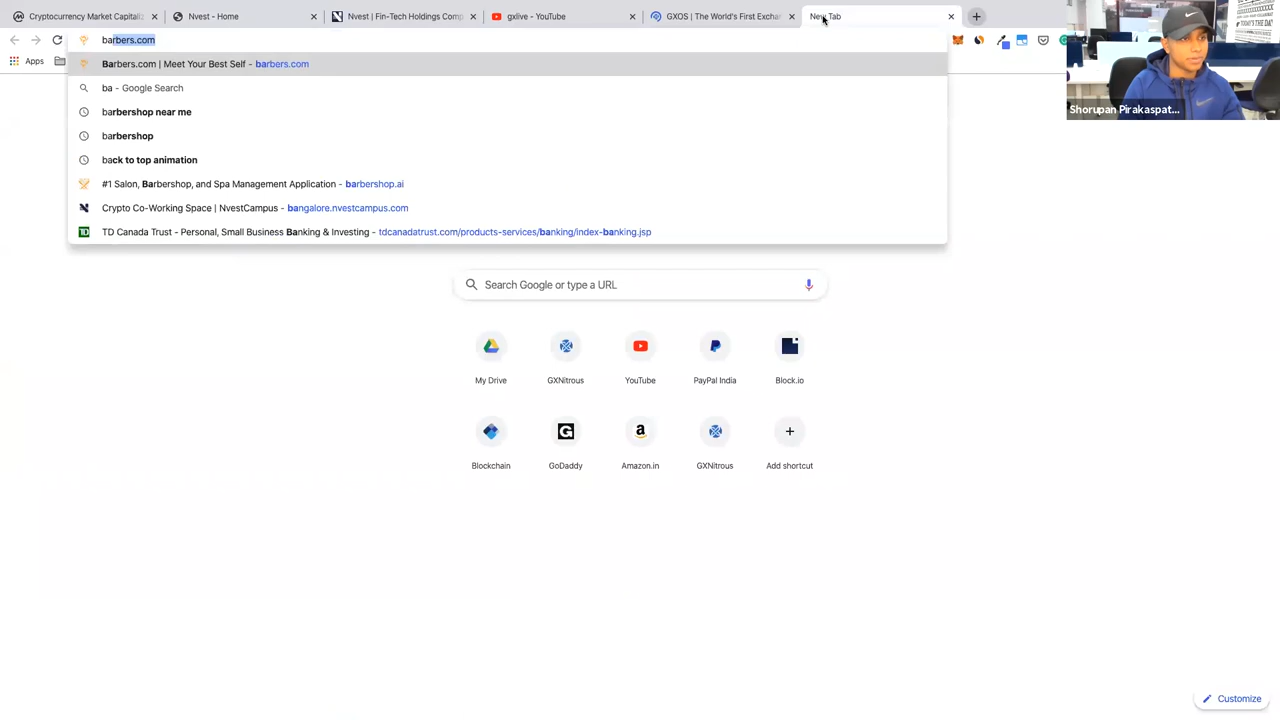 Cryptocurrency Market Capitaliz
Nvest - Home
Nvest | Fin-Tech Holdings Comp
gxlive - YouTube
GXOS | The World's First Exchan
New Tab
barbers.com
Apps
Barbers.com | Meet Your Best Self - barbers.com
ba - Google Search
barbershop near me
barbershop
back to top animation
#1 Salon, Barbershop, and Spa Management Application - barbershop.ai
Crypto Co-Working Space | NvestCampus - bangalore.nvestcampus.com
TD Canada Trust - Personal, Small Business Banking & Investing - tdcanadatrust.com/products-services/banking/index-banking.jsp
Shorupan Pirakaspat...
Search Google or type a URL
My Drive
GXNitrous
YouTube
PayPal India
Block.io
Blockchain
GoDaddy
Amazon.in
GXNitrous
Add shortcut
Customize